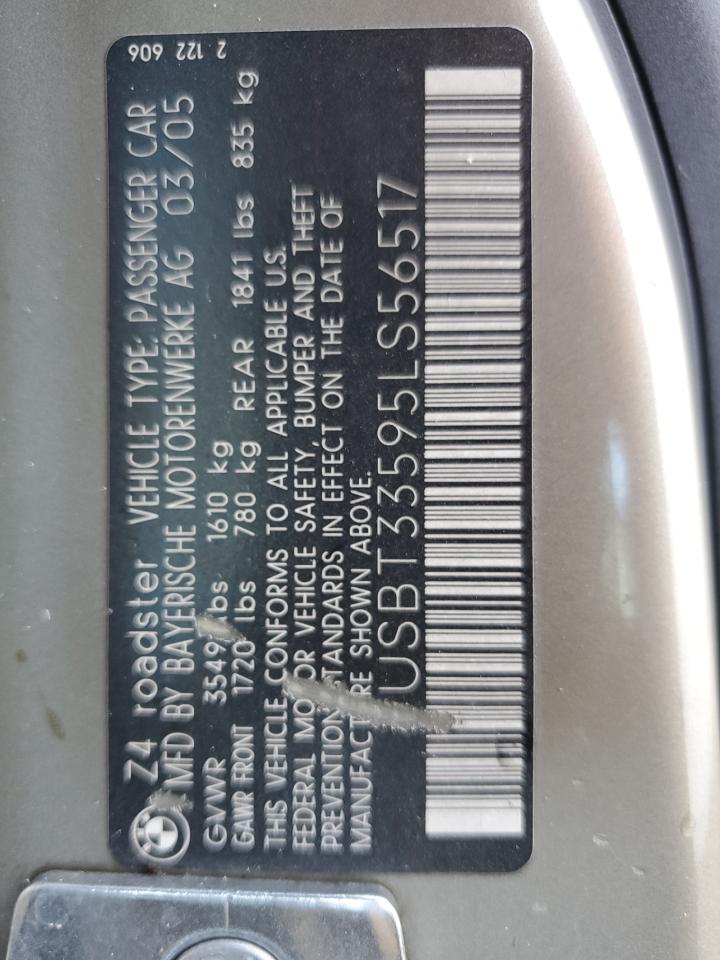 Z4 roadster VEHICLE TYPE: PASSENGER CAR
MFD BY BAYERISCHE MOTORENWERKE AG 03/05
GVWR 3549 lbs 1610 kg
GAWR FRONT 1720 lbs 780 kg REAR 1841 lbs 835 kg
THIS VEHICLE CONFORMS TO ALL APPLICABLE U.S.
FEDERAL MOTOR VEHICLE SAFETY, BUMPER AND THEFT
PREVENTION STANDARDS IN EFFECT ON THE DATE OF
MANUFACTURE SHOWN ABOVE.
USBT33595LS56517
2 122 606